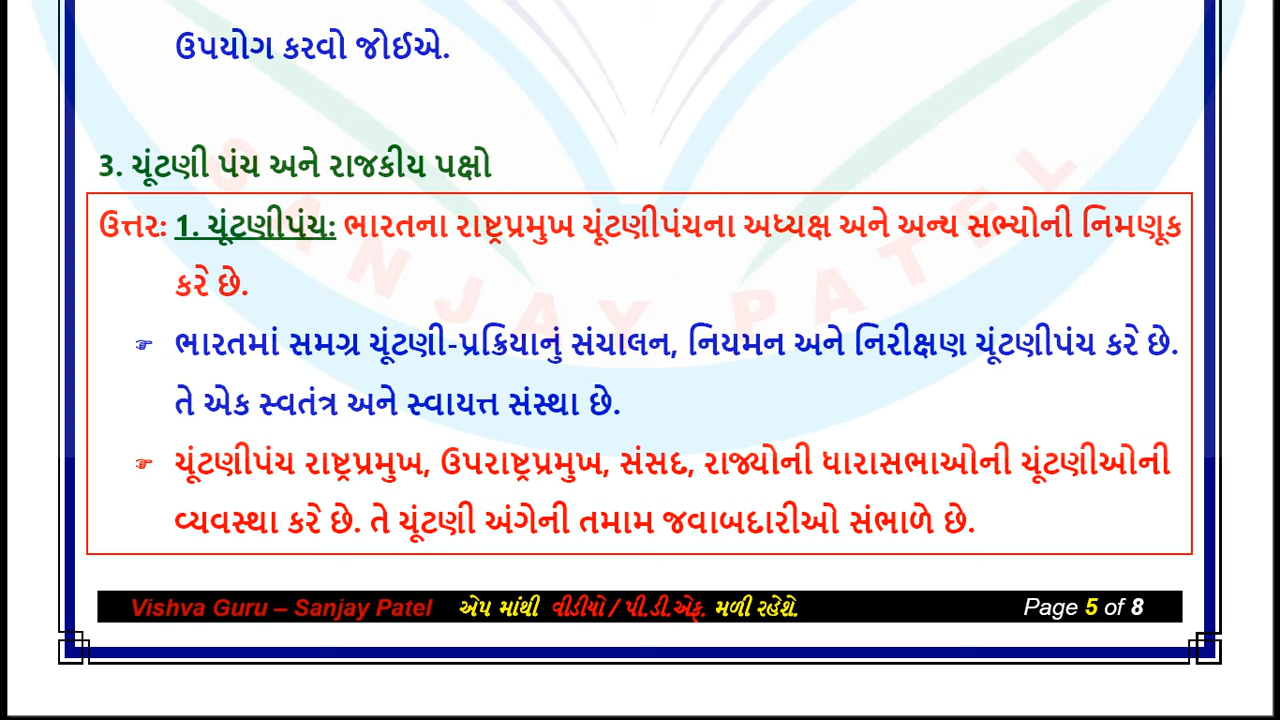 ઉપયોગ કરવો જોઈએ.
3. ચૂંટણી પંચ અને રાજકીય પક્ષો
ઉત્તર: 1. ચૂંટણીપંચ: ભારતના રાષ્ટ્રપ્રમુખ ચૂંટણીપંચના અધ્યક્ષ અને અન્ય સભ્યોની નિમણૂક
કરે છે.
☞ ભારતમાં સમગ્ર ચૂંટણી-પ્રક્રિયાનું સંચાલન, નિયમન અને નિરીક્ષણ ચૂંટણીપંચ કરે છે.
તે એક સ્વતંત્ર અને સ્વાયત્ત સંસ્થા છે.
☞ ચૂંટણીપંચ રાષ્ટ્રપ્રમુખ, ઉપરાષ્ટ્રપ્રમુખ, સંસદ, રાજ્યોની ધારાસભાઓની ચૂંટણીઓની
વ્યવસ્થા કરે છે. તે ચૂંટણી અંગેની તમામ જવાબદારીઓ સંભાળે છે.
SANJAY PATEL
Vishva Guru – Sanjay Patel એપ માંથી વીડીયો / પી.ડી.એફ. મળી રહેશે. Page 5 of 8